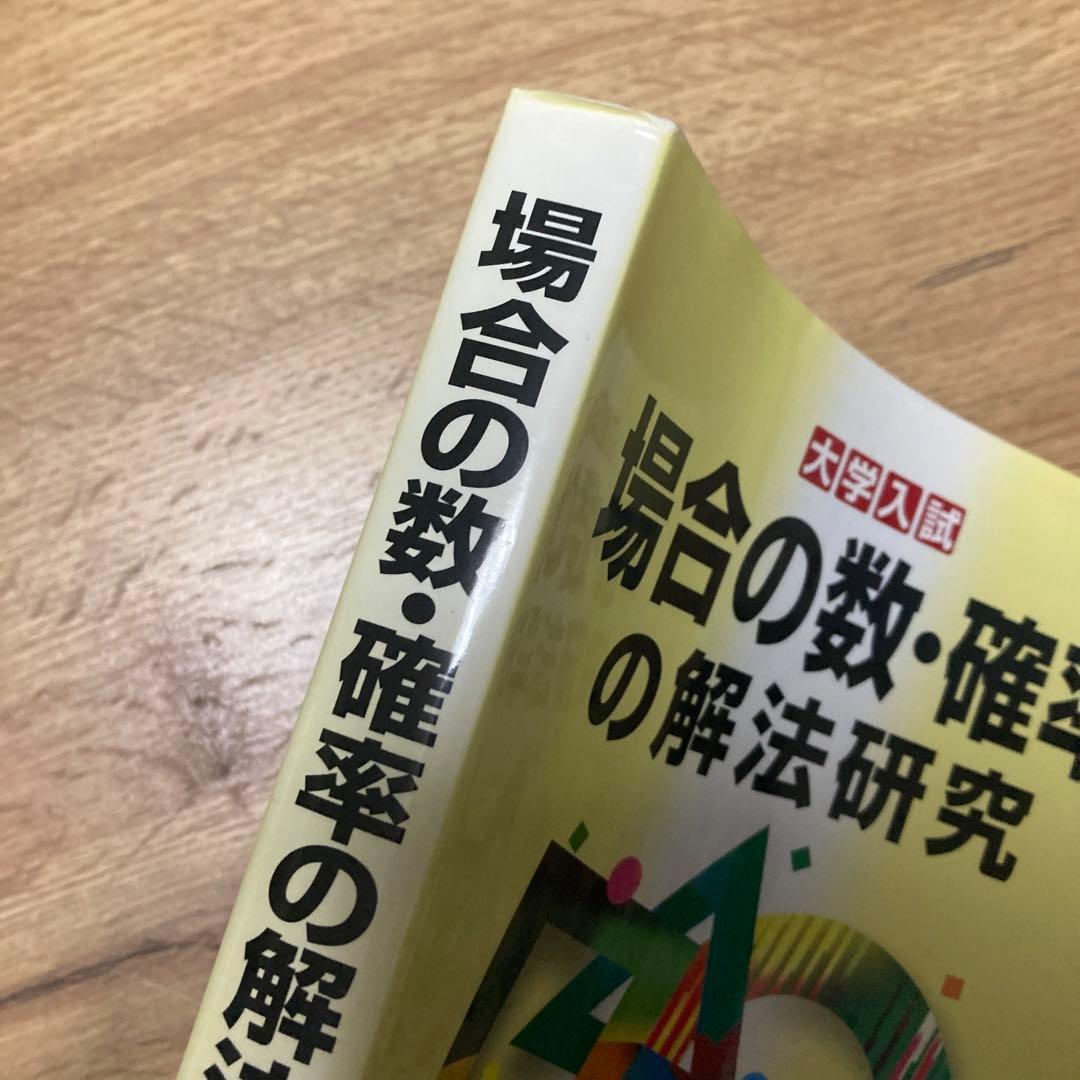 場合の数・確率の解法
大学入試
場合の数・確率
の解法研究